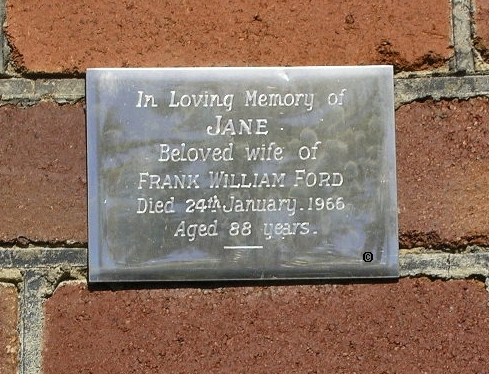 In Loving Memory of
JANE.
Beloved wife of
FRANK WILLIAM FORD
Died 24th January. 1966
Aged 88 years.
©